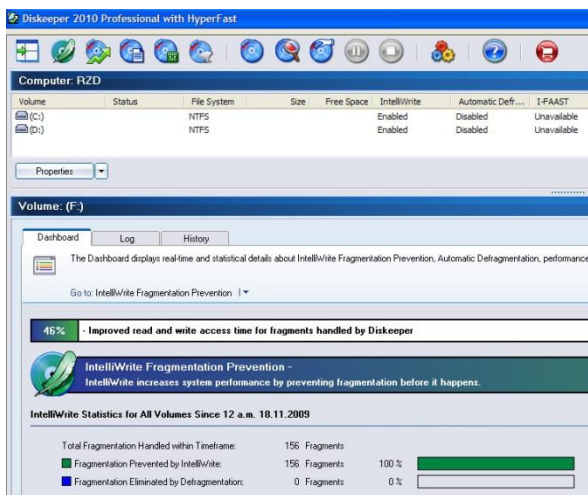 Diskeeper 2010 Professional with HyperFast
Computer: RZD
Volume Status File System Size Free Space IntelliWrite Automatic Defr... I-FAAST
(C:) NTFS Enabled Disabled Unavailable
(D:) NTFS Enabled Disabled Unavailable
Properties
Volume: (F:)
Dashboard Log History
The Dashboard displays real-time and statistical details about IntelliWrite Fragmentation Prevention, Automatic Defragmentation, performance
Go to: IntelliWrite Fragmentation Prevention
46% - Improved read and write access time for fragments handled by Diskeeper
IntelliWrite Fragmentation Prevention -
IntelliWrite increases system performance by preventing fragmentation before it happens.
IntelliWrite Statistics for All Volumes Since 12 a.m. 18.11.2009
Total Fragmentation Handled within Timeframe: 156 Fragments
Fragmentation Prevented by IntelliWrite: 156 Fragments 100 %
Fragmentation Eliminated by Defragmentation: 0 Fragments 0 %